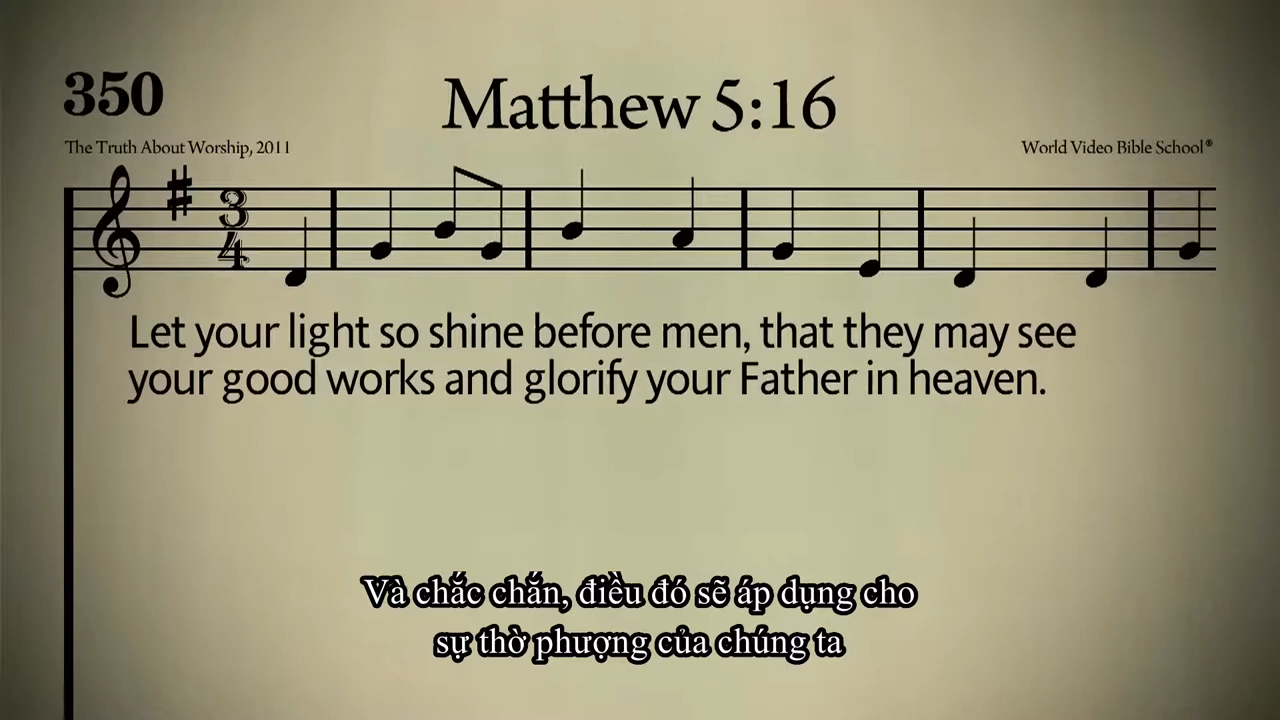 350
Matthew 5:16
The Truth About Worship, 2011
World Video Bible School®
3
4
Let your light so shine before men, that they may see
your good works and glorify your Father in heaven.
Và chắc chắn, điều đó sẽ áp dụng cho
sự thờ phượng của chúng ta